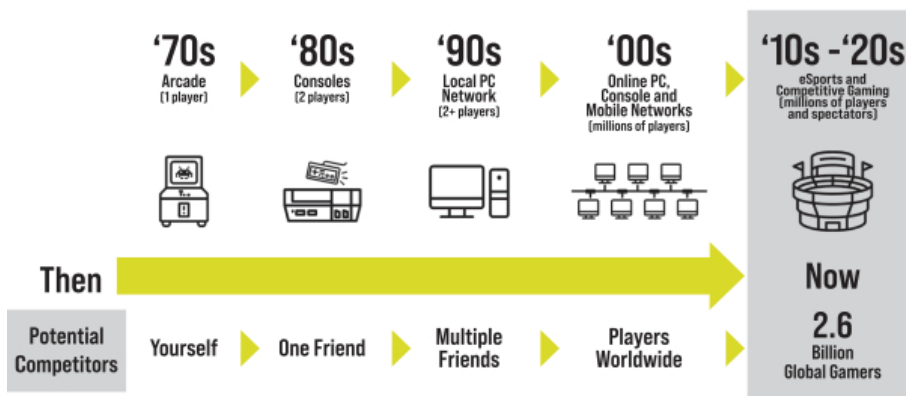 ‘70s
Arcade
(1 player)
‘80s
Consoles
(2 players)
‘90s
Local PC
Network
(2+ players)
‘00s
Online PC,
Console and
Mobile Networks
(millions of players)
‘10s -‘20s
eSports and
Competitive Gaming
(millions of players
and spectators)
Then
Now
Potential
Competitors
Yourself
One Friend
Multiple
Friends
Players
Worldwide
2.6
Billion
Global Gamers